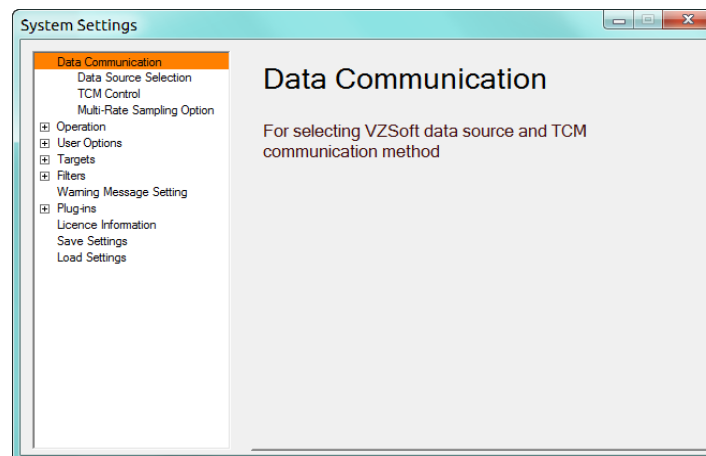 System Settings
Data Communication
Data Source Selection
TCM Control
Multi-Rate Sampling Option
Operation
User Options
Targets
Filters
Warning Message Setting
Plug-ins
Licence Information
Save Settings
Load Settings
Data Communication
For selecting VZSoft data source and TCM
communication method